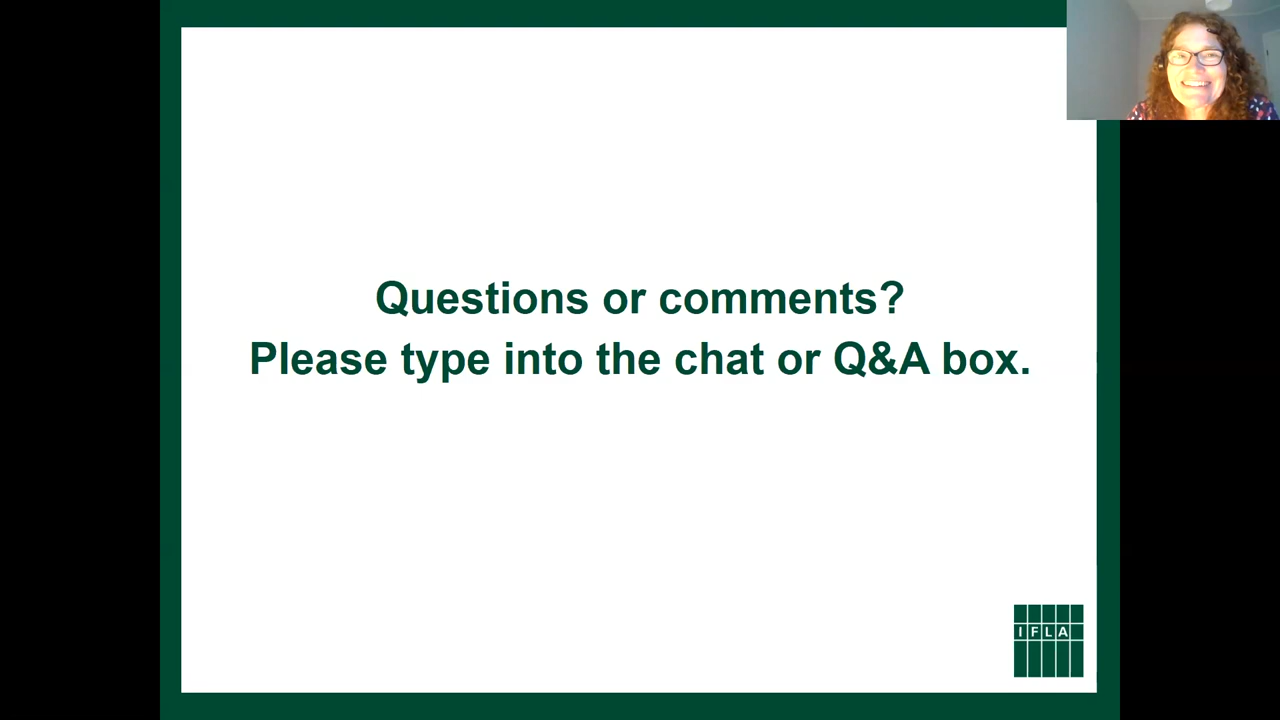 Questions or comments?
Please type into the chat or Q&A box.
IFLA